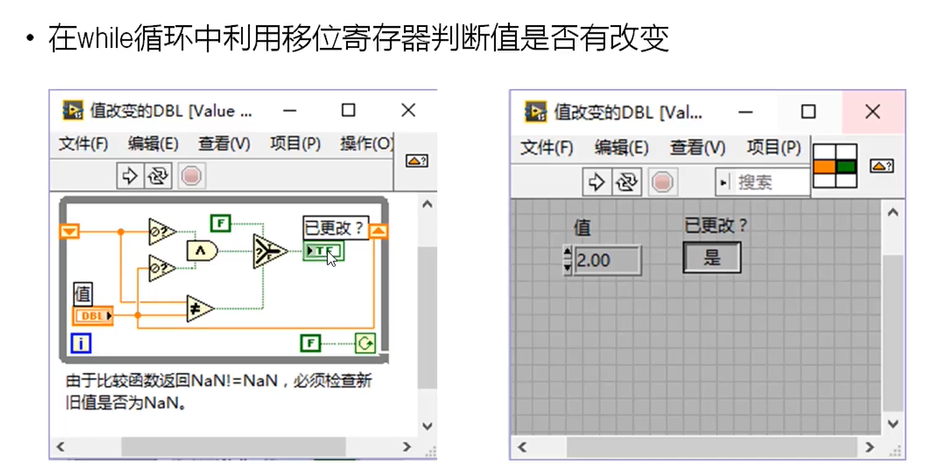 • 在while循环中利用移位寄存器判断值是否有改变
值改变的DBL [Value ...
文件(F) 编辑(E) 查看(V) 项目(P) 操作(O)
F
已更改？
TF
值
DBL
i
F
由于比较函数返回NaN!=NaN，必须检查新
旧值是否为NaN。
值改变的DBL [Val...
文件(F) 编辑(E) 查看(V) 项目(P)
搜索
值 已更改？
2.00 是